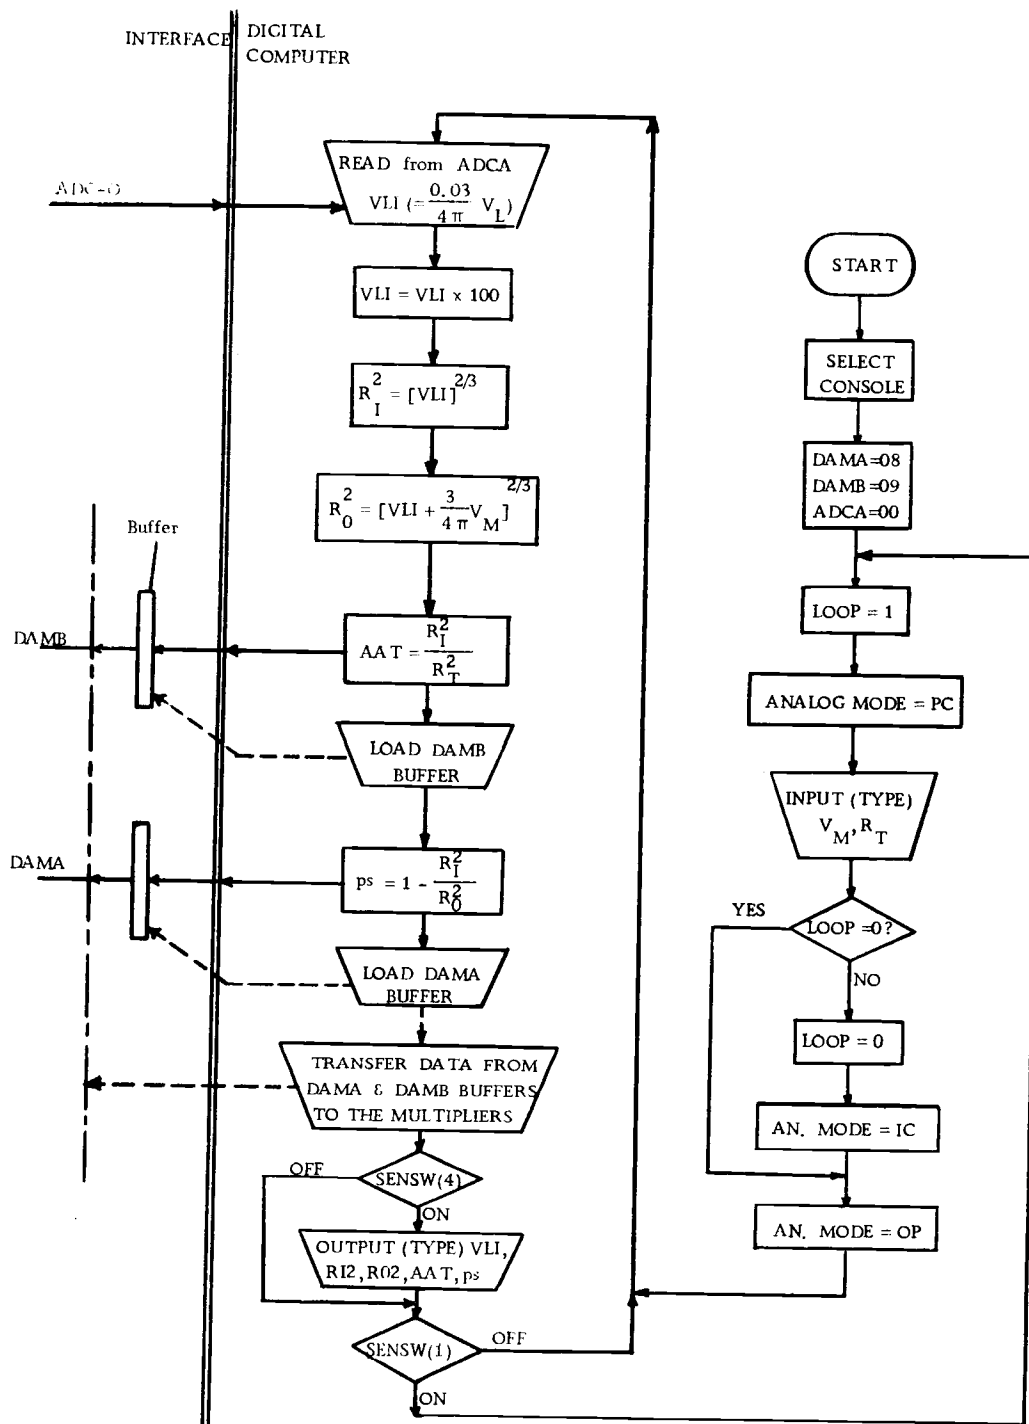 INTERFACE
DIGITAL
COMPUTER
READ from ADCA
VLI (= 0.03/4π V_L)
VLI = VLI × 100
R_I^2 = [VLI]^2/3
R_O^2 = [VLI + 3/4π V_M]^2/3
Buffer
DAMB
AAT = R_I^2/R_T^2
LOAD DAMB
BUFFER
DAMA
ps = 1 - R_I^2/R_O^2
LOAD DAMA
BUFFER
TRANSFER DATA FROM
DAMA & DAMB BUFFERS
TO THE MULTIPLIERS
OFF
SENSW(4)
ON
OUTPUT (TYPE) VLI,
RI2, R02, AAT, ps
SENSW(1)
OFF
ON
START
SELECT
CONSOLE
DAMA=08
DAMB=09
ADCA=00
LOOP = 1
ANALOG MODE = PC
INPUT (TYPE)
V_M, R_T
YES
LOOP =0?
NO
LOOP = 0
AN. MODE = IC
AN. MODE = OP